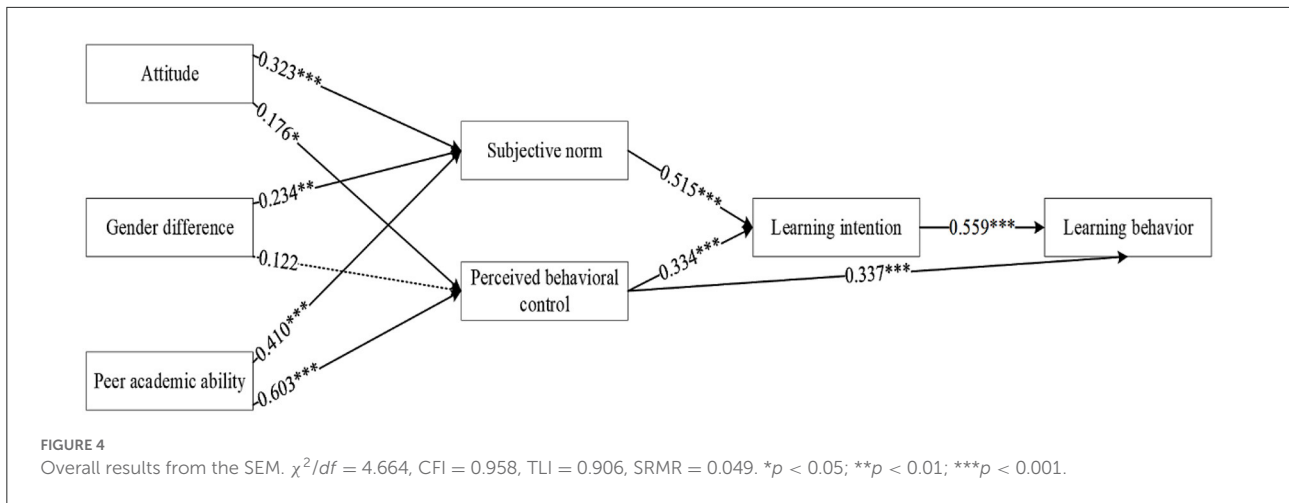 Attitude
0.323***
0.176*
Subjective norm
0.234**
0.515***
Gender difference
Learning intention
0.559***
Learning behavior
0.122
0.334***
Perceived behavioral
control
0.337***
0.410***
Peer academic ability
0.603***
FIGURE 4
Overall results from the SEM. χ²/df = 4.664, CFI = 0.958, TLI = 0.906, SRMR = 0.049. *p < 0.05; **p < 0.01; ***p < 0.001.